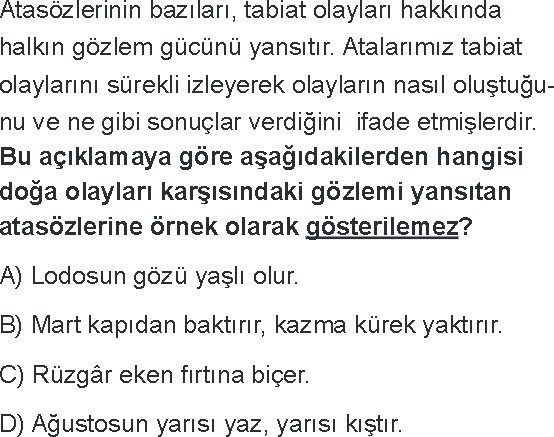 Atasözlerinin bazıları, tabiat olayları hakkında
halkın gözlem gücünü yansıtır. Atalarımız tabiat
olaylarını sürekli izleyerek olayların nasıl oluştuğu-
nu ve ne gibi sonuçlar verdiğini ifade etmişlerdir.
Bu açıklamaya göre aşağıdakilerden hangisi
doğa olayları karşısındaki gözlemi yansıtan
atasözlerine örnek olarak gösterilemez?
A) Lodosun gözü yaşlı olur.
B) Mart kapıdan baktırır, kazma kürek yaktırır.
C) Rüzgâr eken fırtına biçer.
D) Ağustosun yarısı yaz, yarısı kıştır.